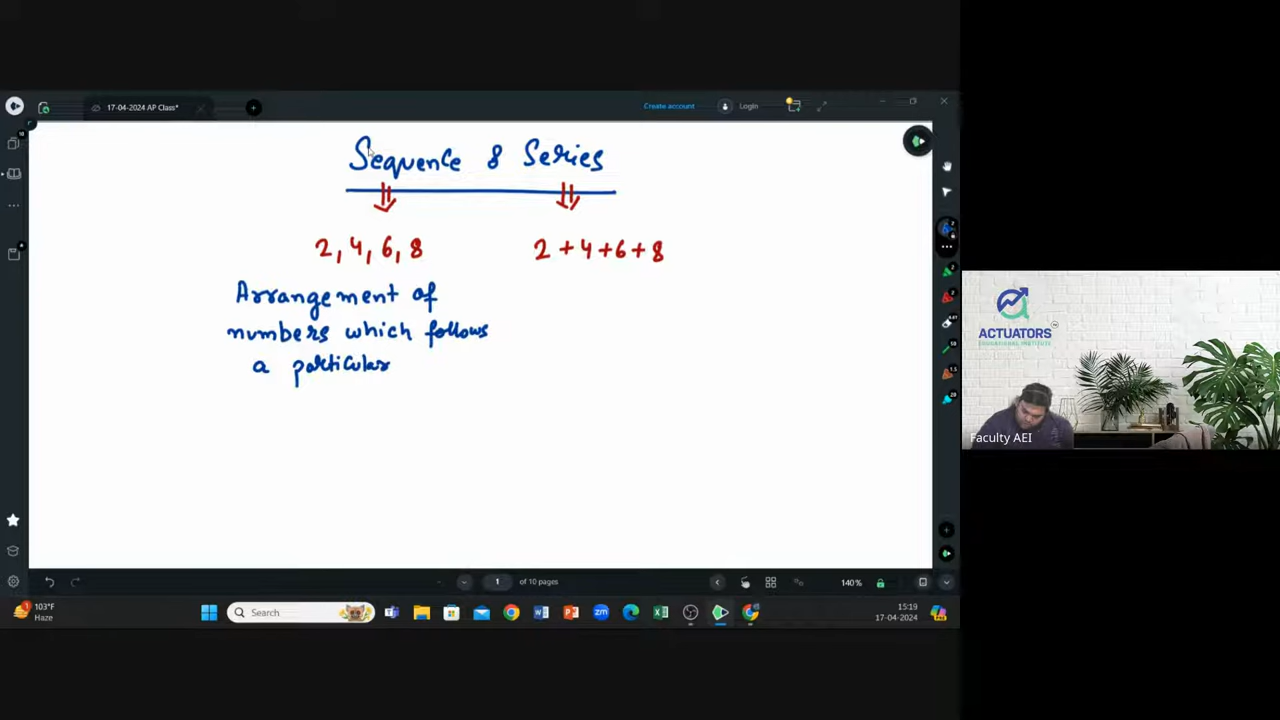 17-04-2024 AP Class*
Create account
Login
Sequence & Series
2, 4, 6, 8
2 + 4 + 6 + 8
Arrangement of
numbers which follows
a particular
ACTUATORS
EDUCATIONAL INSTITUTE
Faculty AEI
1 of 10 pages
140%
103°F
Haze
Search
15:19
17-04-2024